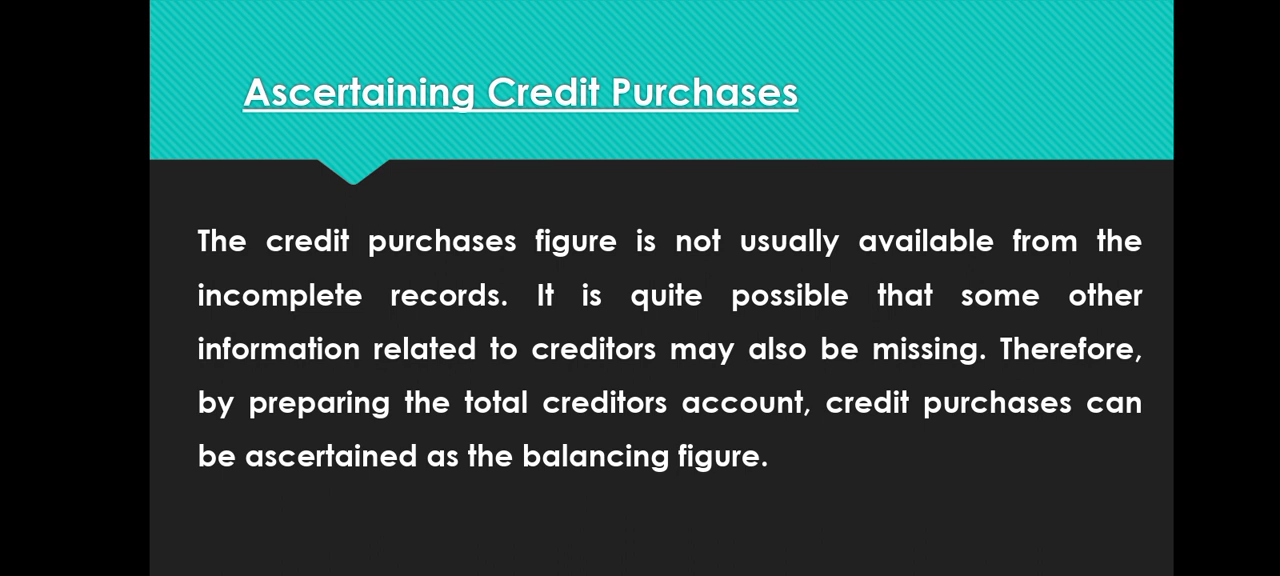 Ascertaining Credit Purchases
The credit purchases figure is not usually available from the
incomplete records. It is quite possible that some other
information related to creditors may also be missing. Therefore,
by preparing the total creditors account, credit purchases can
be ascertained as the balancing figure.